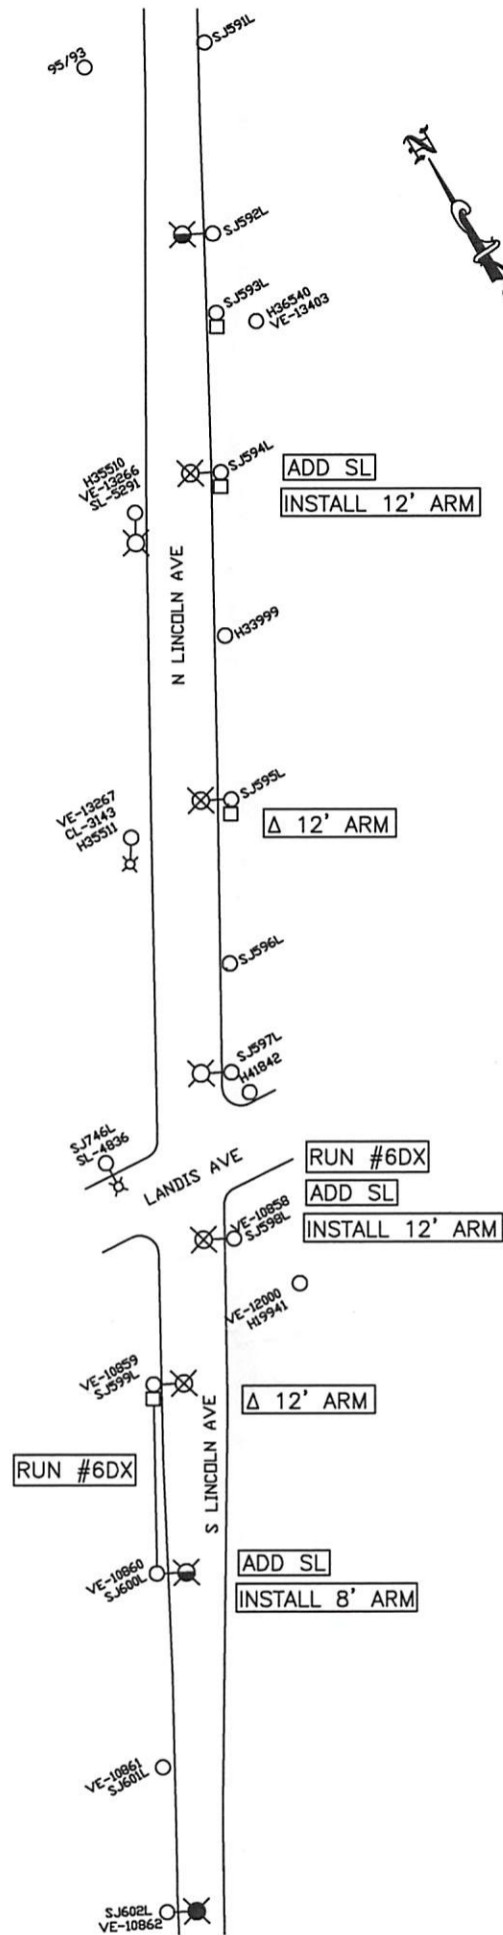 SJ591L
95/93
N
SJ592L
SJ593L
H36540
VE-13403
SJ594L
ADD SL
INSTALL 12' ARM
H35510
VE-13266
SL-5291
N LINCOLN AVE
H33999
SJ595L
Δ 12' ARM
VE-13267
CL-3143
H35511
SJ596L
SJ597L
H41842
SJ746L
SL-4836
LANDIS AVE
RUN #6DX
ADD SL
INSTALL 12' ARM
VE-10858
SJ598L
VE-12000
H19941
VE-10859
SJ599L
Δ 12' ARM
S LINCOLN AVE
RUN #6DX
VE-10860
SJ600L
ADD SL
INSTALL 8' ARM
VE-10861
SJ601L
SJ602L
VE-10862